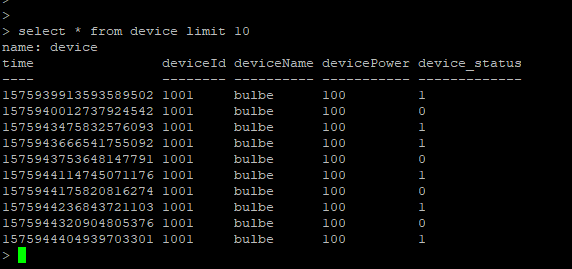 >
>
> select * from device limit 10
name: device
time deviceId deviceName devicePower device_status
---- -------- ---------- ----------- -------------
1575939913593589502 1001 bulbe 100 1
1575940012737924542 1001 bulbe 100 0
1575943475832576093 1001 bulbe 100 1
1575943666541755092 1001 bulbe 100 1
1575943753648147791 1001 bulbe 100 0
1575944114745071176 1001 bulbe 100 1
1575944175820816274 1001 bulbe 100 0
1575944236843721103 1001 bulbe 100 1
1575944320904805376 1001 bulbe 100 0
1575944404939703301 1001 bulbe 100 1
>